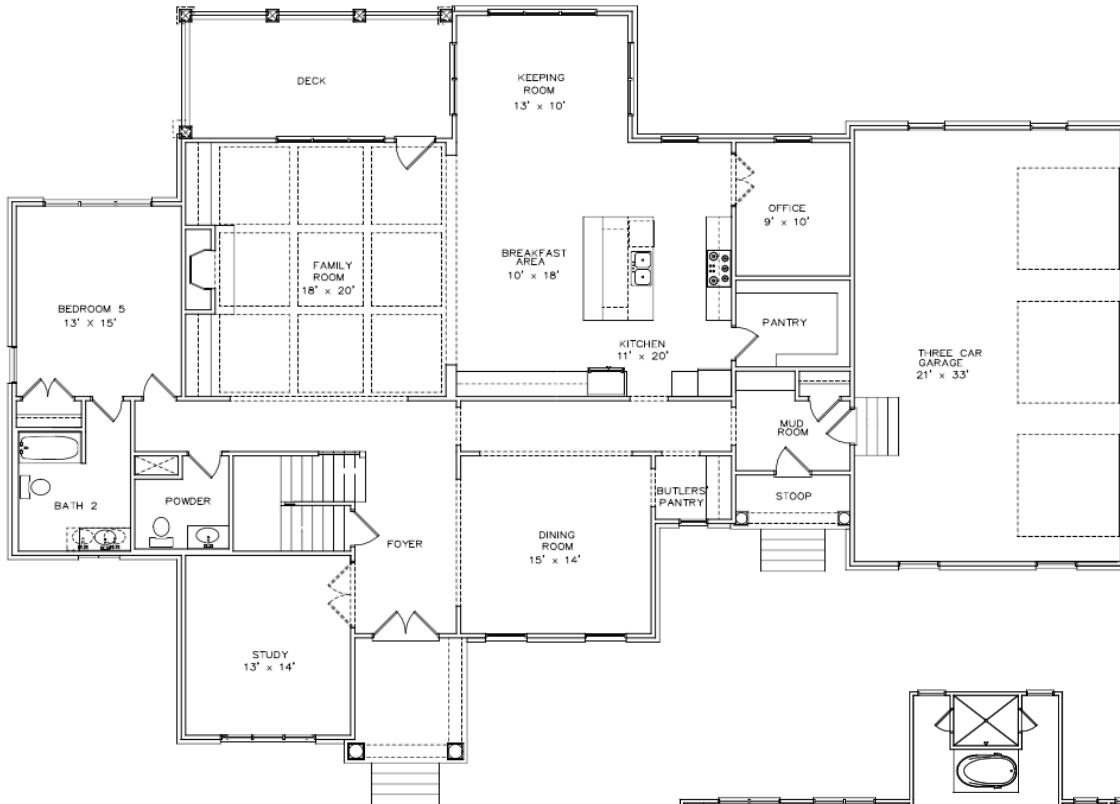 DECK
KEEPING
ROOM
13' x 10'
OFFICE
9' x 10'
FAMILY
ROOM
18' x 20'
BREAKFAST
AREA
10' x 18'
BEDROOM 5
13' X 15'
PANTRY
KITCHEN
11' x 20'
THREE CAR
GARAGE
21' x 33'
MUD
ROOM
BATH 2
POWDER
BUTLERS'
PANTRY
STOOP
FOYER
DINING
ROOM
15' x 14'
STUDY
13' x 14'